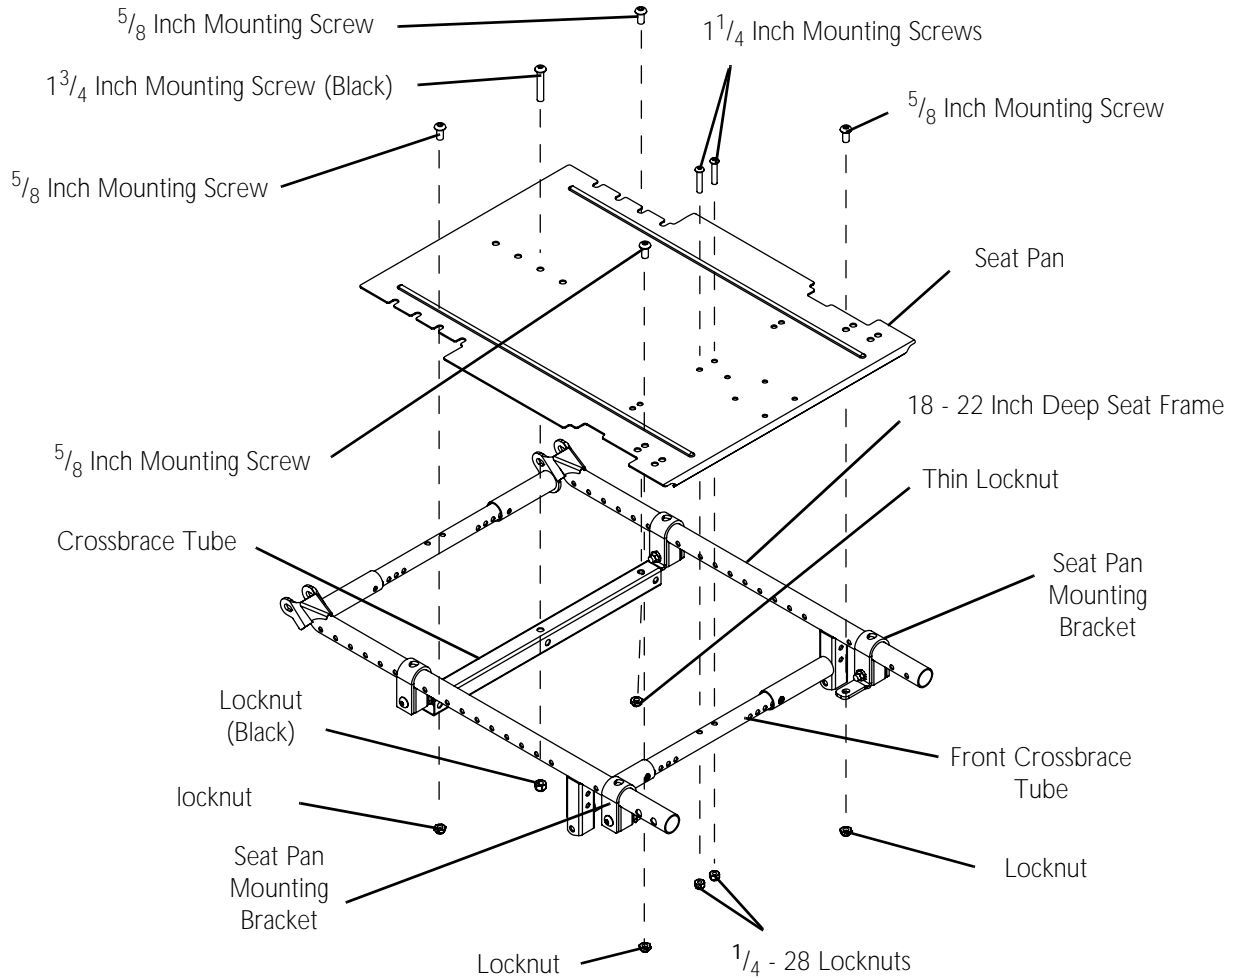 5/8 Inch Mounting Screw
1 1/4 Inch Mounting Screws
1 3/4 Inch Mounting Screw (Black)
5/8 Inch Mounting Screw
5/8 Inch Mounting Screw
Seat Pan
18 - 22 Inch Deep Seat Frame
5/8 Inch Mounting Screw
Thin Locknut
Crossbrace Tube
Seat Pan
Mounting
Bracket
Locknut
(Black)
Front Crossbrace
Tube
locknut
Seat Pan
Mounting
Bracket
Locknut
Locknut
1/4 - 28 Locknuts